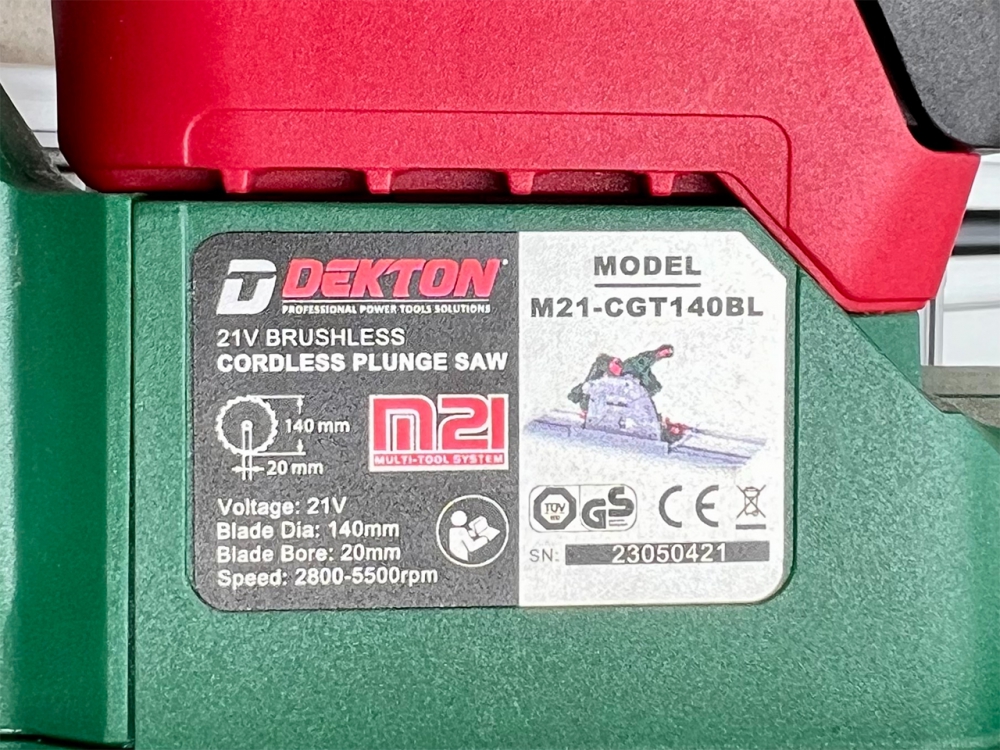 DEKTON
PROFESSIONAL POWER TOOLS SOLUTIONS
21V BRUSHLESS
CORDLESS PLUNGE SAW
140 mm
20 mm
M21
MULTI-TOOL SYSTEM
Voltage: 21V
Blade Dia: 140mm
Blade Bore: 20mm
Speed: 2800-5500rpm
MODEL
M21-CGT140BL
TÜV
GS
CE
SN: 23050421